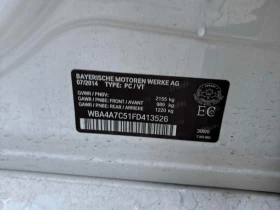 BAYERISCHE MOTOREN WERKE AG
07/2014 TYPE: PC / VT
GVWR / PNBV: 2155 kg
GAWR / PNBE: FRONT / AVANT 980 kg
GAWR / PNBE: REAR / ARRIERE 1220 kg
WBA4A7C51FD413526
EC